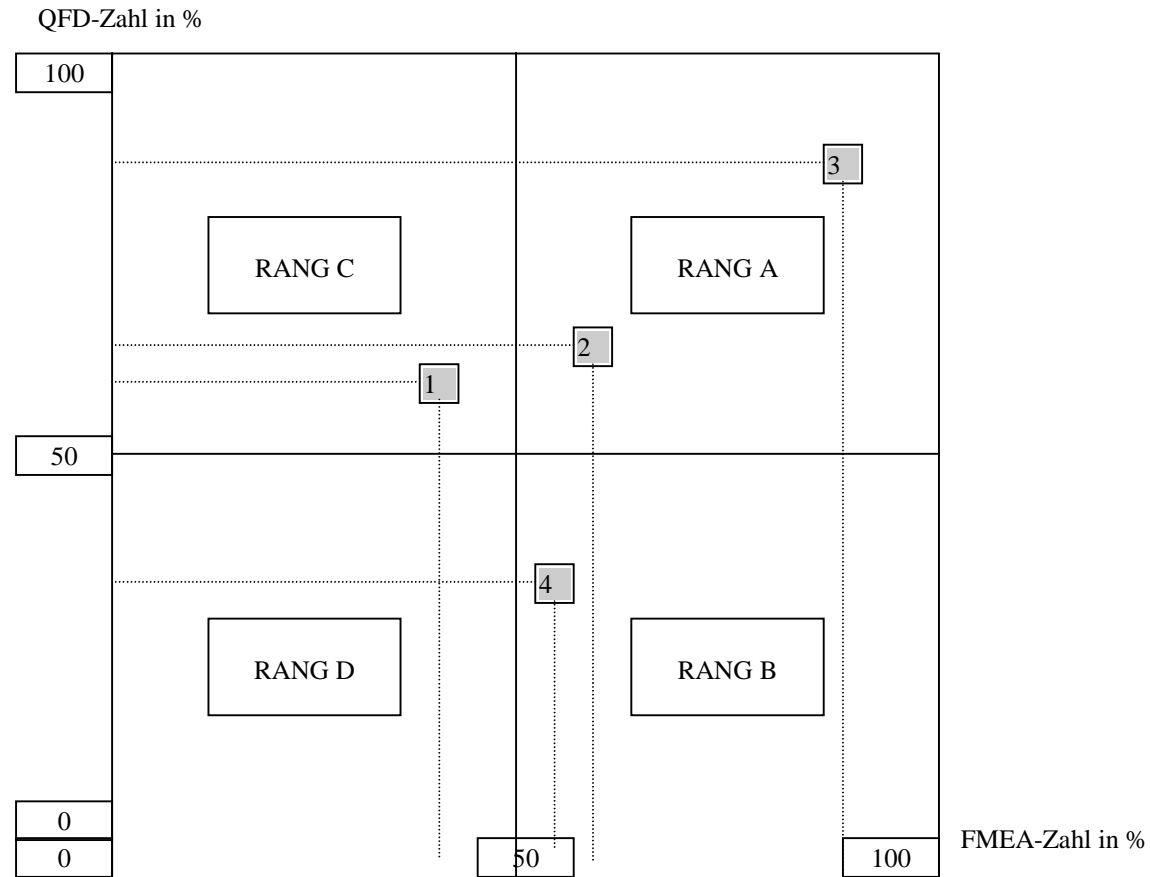 QFD-Zahl in %
100
3
RANG C
RANG A
2
1
50
4
RANG D
RANG B
0
FMEA-Zahl in %
0
50
100